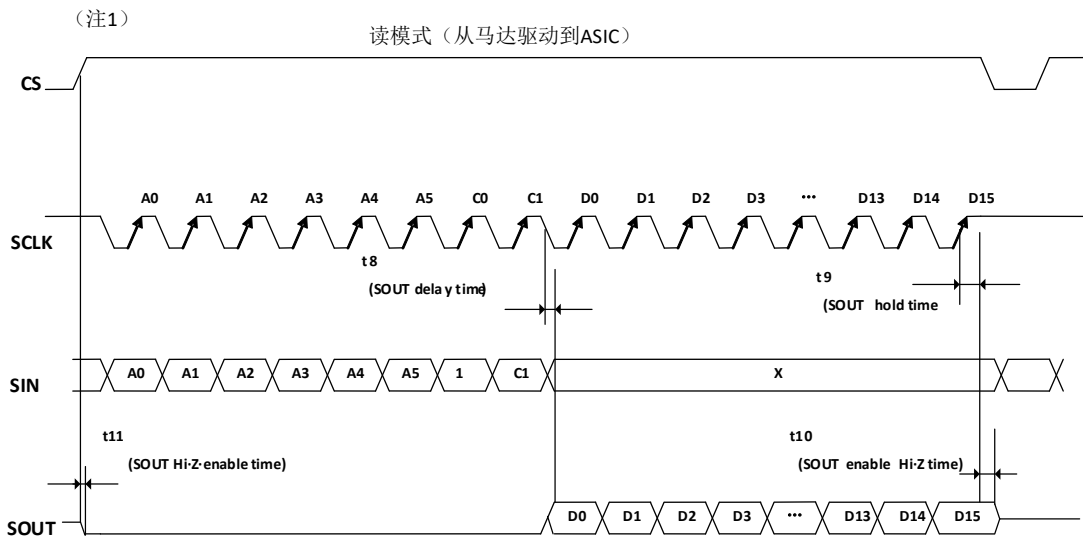 （注1）
读模式（从马达驱动到ASIC）
CS
A0 A1 A2 A3 A4 A5 C0 C1 D0 D1 D2 D3 ... D13 D14 D15
SCLK
t8
(SOUT delay time)
t9
(SOUT hold time
SIN
A0 A1 A2 A3 A4 A5 1 C1 X
t11
(SOUT Hi-Z-enable time)
t10
(SOUT enable Hi-Z time)
SOUT
D0 D1 D2 D3 ... D13 D14 D15